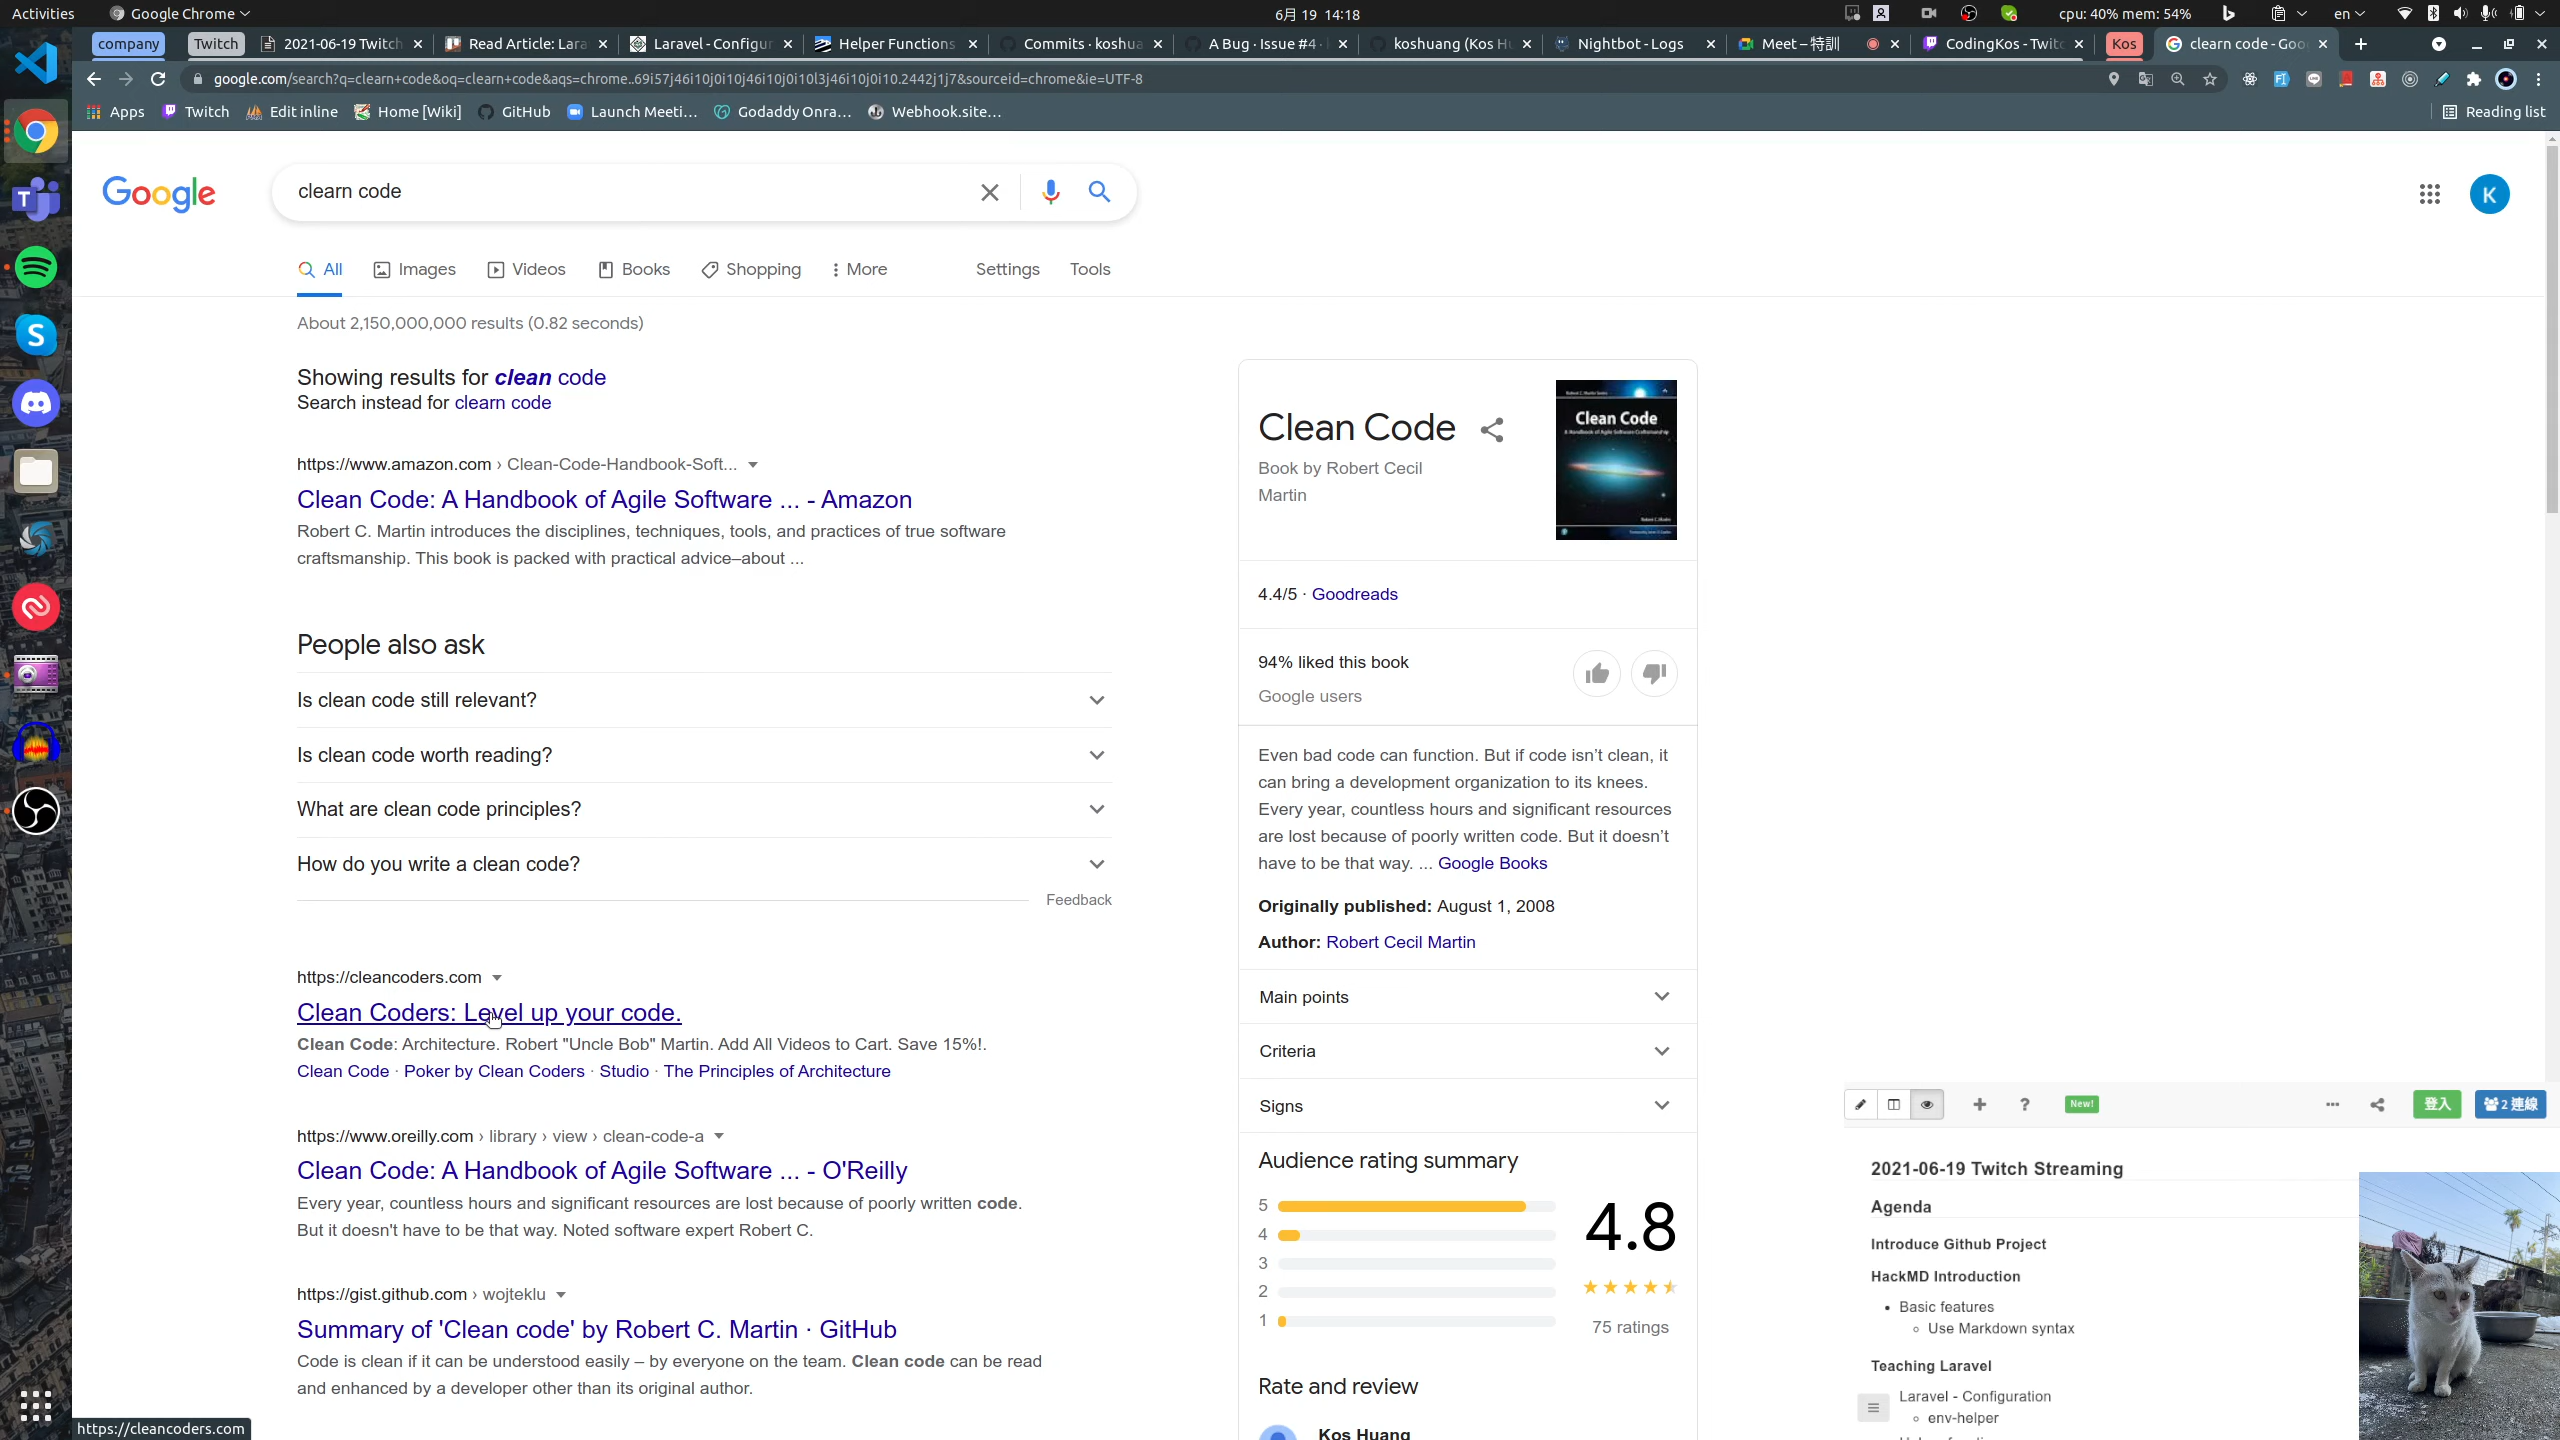 Activities
Google Chrome
6月 19 14:18
cpu: 40% mem: 54%
en
company
Twitch
2021-06-19 Twitch
Read Article: Lara
Laravel - Configur
Helper Functions
Commits · koshua
A Bug · Issue #4 ·
koshuang (Kos H
Nightbot - Logs
Meet – 特訓
CodingKos - Twitc
Kos
clearn code - Goo
google.com/search?q=clearn+code&oq=clearn+code&aqs=chrome..69i57j46i10j0i10j46i10j0i10l3j46i10j0i10.2442j1j7&sourceid=chrome&ie=UTF-8
Apps
Twitch
Edit inline
Home [Wiki]
GitHub
Launch Meeti...
Godaddy Onra...
Webhook.site...
Reading list
Google
clearn code
K
All
Images
Videos
Books
Shopping
More
Settings
Tools
About 2,150,000,000 results (0.82 seconds)
Showing results for clean code
Search instead for clearn code
https://www.amazon.com › Clean-Code-Handbook-Soft...
Clean Code: A Handbook of Agile Software ... - Amazon
Robert C. Martin introduces the disciplines, techniques, tools, and practices of true software
craftsmanship. This book is packed with practical advice–about ...
People also ask
Is clean code still relevant?
Is clean code worth reading?
What are clean code principles?
How do you write a clean code?
Feedback
https://cleancoders.com
Clean Coders: Level up your code.
Clean Code: Architecture. Robert "Uncle Bob" Martin. Add All Videos to Cart. Save 15%!.
Clean Code · Poker by Clean Coders · Studio · The Principles of Architecture
https://www.oreilly.com › library › view › clean-code-a
Clean Code: A Handbook of Agile Software ... - O'Reilly
Every year, countless hours and significant resources are lost because of poorly written code.
But it doesn't have to be that way. Noted software expert Robert C.
https://gist.github.com › wojteklu
Summary of 'Clean code' by Robert C. Martin · GitHub
Code is clean if it can be understood easily – by everyone on the team. Clean code can be read
and enhanced by a developer other than its original author.
https://cleancoders.com
Clean Code
Book by Robert Cecil
Martin
Clean Code
A Handbook of Agile Software Craftsmanship
4.4/5 · Goodreads
94% liked this book
Google users
Even bad code can function. But if code isn't clean, it
can bring a development organization to its knees.
Every year, countless hours and significant resources
are lost because of poorly written code. But it doesn't
have to be that way. ... Google Books
Originally published: August 1, 2008
Author: Robert Cecil Martin
Main points
Criteria
Signs
Audience rating summary
5
4
3
2
1
4.8
75 ratings
Rate and review
Kos Huang
New!
登入
2 連線
2021-06-19 Twitch Streaming
Agenda
Introduce Github Project
HackMD Introduction
• Basic features
◦ Use Markdown syntax
Teaching Laravel
Laravel - Configuration
◦ env-helper